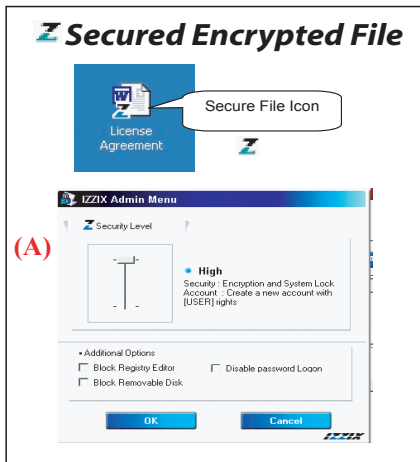 Secured Encrypted File
Secure File Icon
License
Agreement
IZZIX Admin Menu
Security Level
(A)
High
Security : Encryption and System Lock
Account : Create a new account with
[USER] rights
• Additional Options
Block Registry Editor
Disable password Logon
Block Removable Disk
OK
Cancel
IZZIX